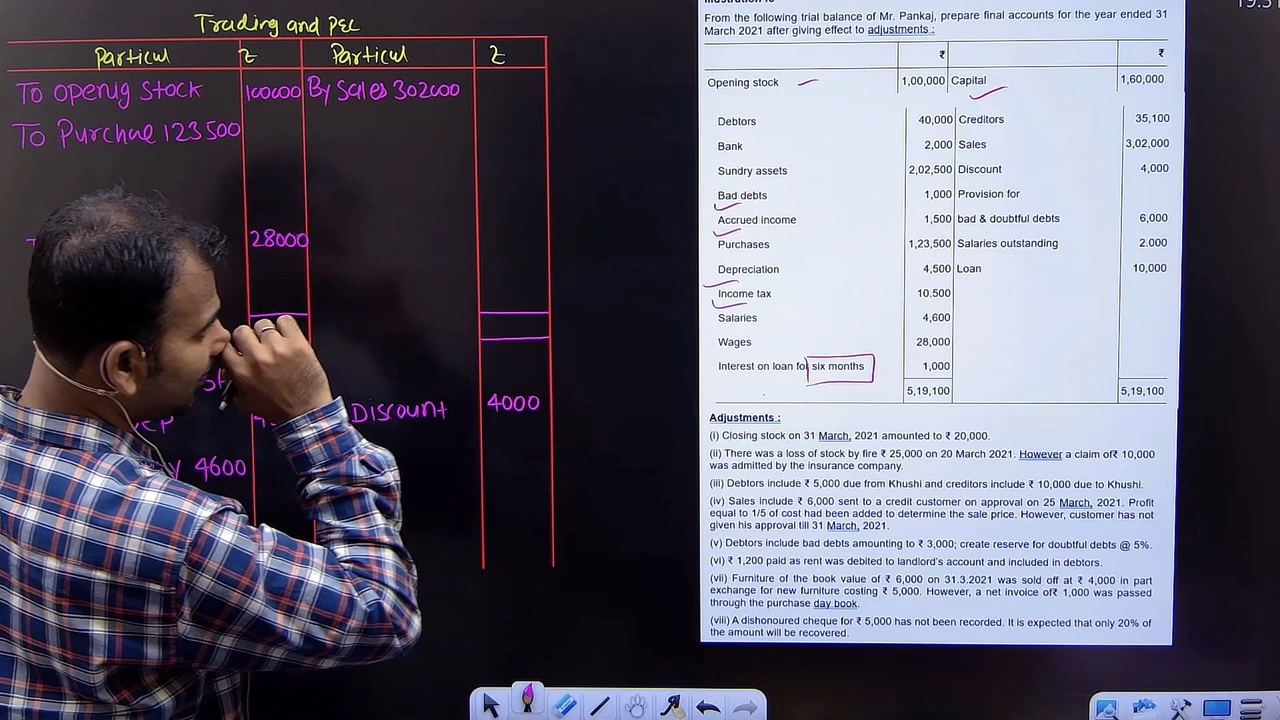 Trading and P&L
Particul ₹ Particul ₹
To openig stock 100000 By Sales 302000
To Purchae 123500
28000
Discount 4000
4600
From the following trial balance of Mr. Pankaj, prepare final accounts for the year ended 31
March 2021 after giving effect to adjustments :
₹ ₹
Opening stock 1,00,000 Capital 1,60,000
Debtors 40,000 Creditors 35,100
Bank 2,000 Sales 3,02,000
Sundry assets 2,02,500 Discount 4,000
Bad debts 1,000 Provision for
Accrued income 1,500 bad & doubtful debts 6,000
Purchases 1,23,500 Salaries outstanding 2.000
Depreciation 4,500 Loan 10,000
Income tax 10.500
Salaries 4,600
Wages 28,000
Interest on loan for six months 1,000
5,19,100 5,19,100
Adjustments :
(i) Closing stock on 31 March, 2021 amounted to ₹ 20,000.
(ii) There was a loss of stock by fire ₹ 25,000 on 20 March 2021. However a claim of₹ 10,000
was admitted by the insurance company.
(iii) Debtors include ₹ 5,000 due from Khushi and creditors include ₹ 10,000 due to Khushi.
(iv) Sales include ₹ 6,000 sent to a credit customer on approval on 25 March, 2021. Profit
equal to 1/5 of cost had been added to determine the sale price. However, customer has not
given his approval till 31 March, 2021.
(v) Debtors include bad debts amounting to ₹ 3,000; create reserve for doubtful debts @ 5%.
(vi) ₹ 1,200 paid as rent was debited to landlord's account and included in debtors.
(vii) Furniture of the book value of ₹ 6,000 on 31.3.2021 was sold off at ₹ 4,000 in part
exchange for new furniture costing ₹ 5,000. However, a net invoice of₹ 1,000 was passed
through the purchase day book.
(viii) A dishonoured cheque for ₹ 5,000 has not been recorded. It is expected that only 20% of
the amount will be recovered.